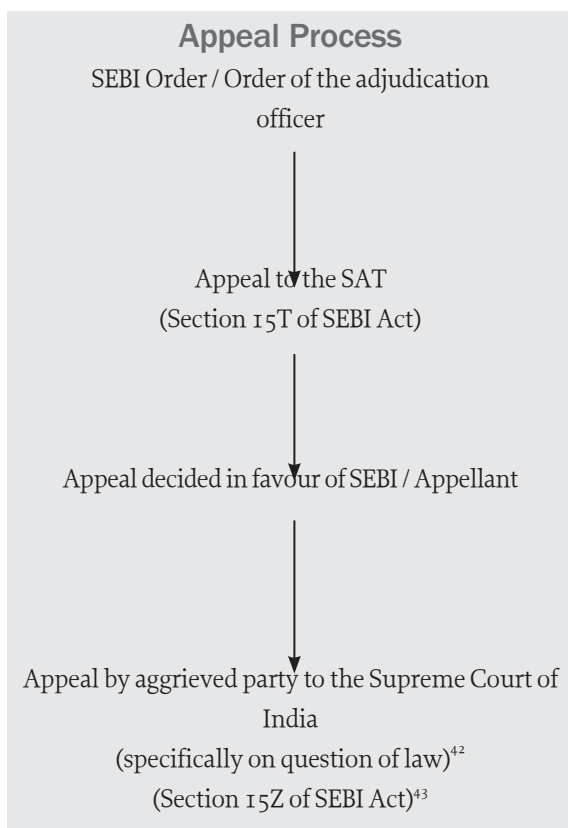 Appeal Process
SEBI Order / Order of the adjudication
officer
Appeal to the SAT
(Section 15T of SEBI Act)
Appeal decided in favour of SEBI / Appellant
Appeal by aggrieved party to the Supreme Court of
India
(specifically on question of law)⁴²
(Section 15Z of SEBI Act)⁴³